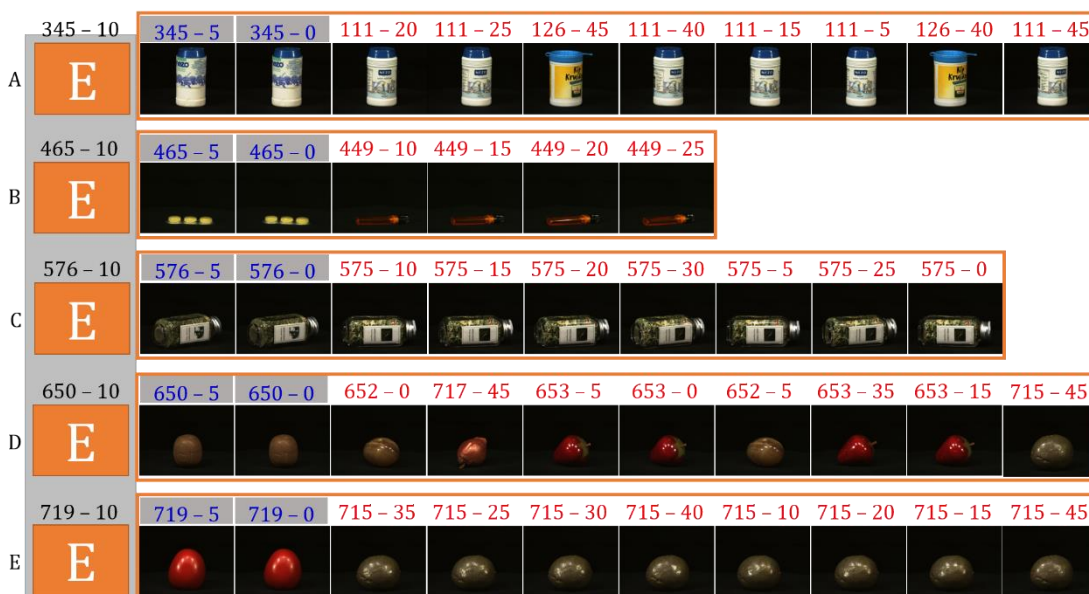 345 – 10 345 – 5 345 – 0 111 – 20 111 – 25 126 – 45 111 – 40 111 – 15 111 – 5 126 – 40 111 – 45
A E
465 – 10 465 – 5 465 – 0 449 – 10 449 – 15 449 – 20 449 – 25
B E
576 – 10 576 – 5 576 – 0 575 – 10 575 – 15 575 – 20 575 – 30 575 – 5 575 – 25 575 – 0
C E
650 – 10 650 – 5 650 – 0 652 – 0 717 – 45 653 – 5 653 – 0 652 – 5 653 – 35 653 – 15 715 – 45
D E
719 – 10 719 – 5 719 – 0 715 – 35 715 – 25 715 – 30 715 – 40 715 – 10 715 – 20 715 – 15 715 – 45
E E